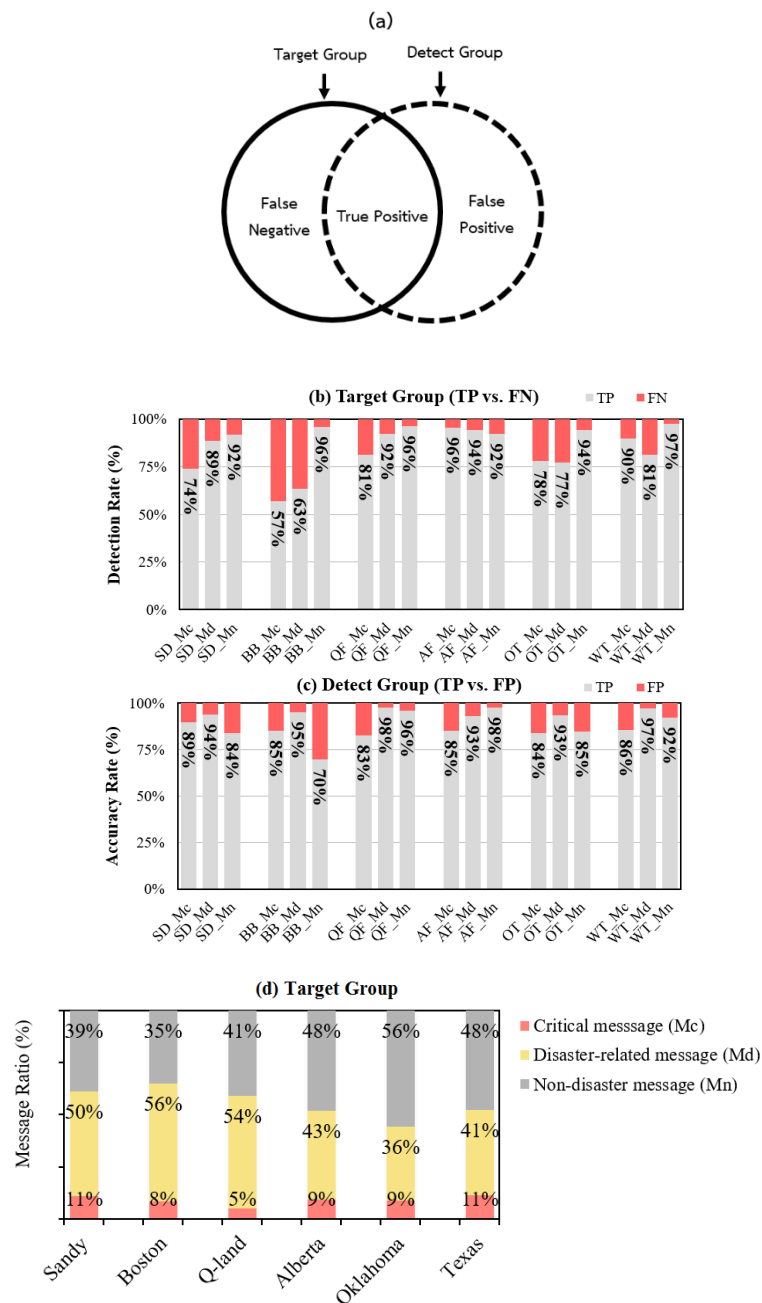 (a)
Target Group
Detect Group
False
Negative
True Positive
False
Positive
(b) Target Group (TP vs. FN)
TP
FN
Detection Rate (%)
100%
75%
50%
25%
0%
74%
89%
92%
57%
63%
96%
81%
92%
96%
96%
94%
92%
78%
77%
94%
90%
81%
97%
SD_Mc
SD_Md
SD_Mn
BB_Mc
BB_Md
BB_Mn
QF_Mc
QF_Md
QF_Mn
AF_Mc
AF_Md
AF_Mn
OT_Mc
OT_Md
OT_Mn
WT_Mc
WT_Md
WT_Mn
(c) Detect Group (TP vs. FP)
TP
FP
Accuracy Rate (%)
100%
75%
50%
25%
0%
89%
94%
84%
85%
95%
70%
83%
98%
96%
85%
93%
98%
84%
93%
85%
86%
97%
92%
SD_Mc
SD_Md
SD_Mn
BB_Mc
BB_Md
BB_Mn
QF_Mc
QF_Md
QF_Mn
AF_Mc
AF_Md
AF_Mn
OT_Mc
OT_Md
OT_Mn
WT_Mc
WT_Md
WT_Mn
(d) Target Group
Message Ratio (%)
39%
35%
41%
48%
56%
48%
50%
56%
54%
43%
36%
41%
11%
8%
5%
9%
9%
11%
Sandy
Boston
Q-land
Alberta
Oklahoma
Texas
Critical messsage (Mc)
Disaster-related message (Md)
Non-disaster message (Mn)